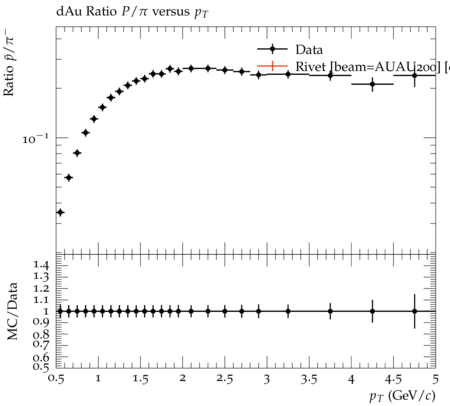 dAu Ratio P/π versus p_T
Ratio p̄/π⁻
Data
Rivet [beam=AUAU200] [
10⁻¹
MC/Data
1.4
1.3
1.2
1.1
1
0.9
0.8
0.7
0.6
0.5
0.5 1 1.5 2 2.5 3 3.5 4 4.5 5
p_T (GeV/c)